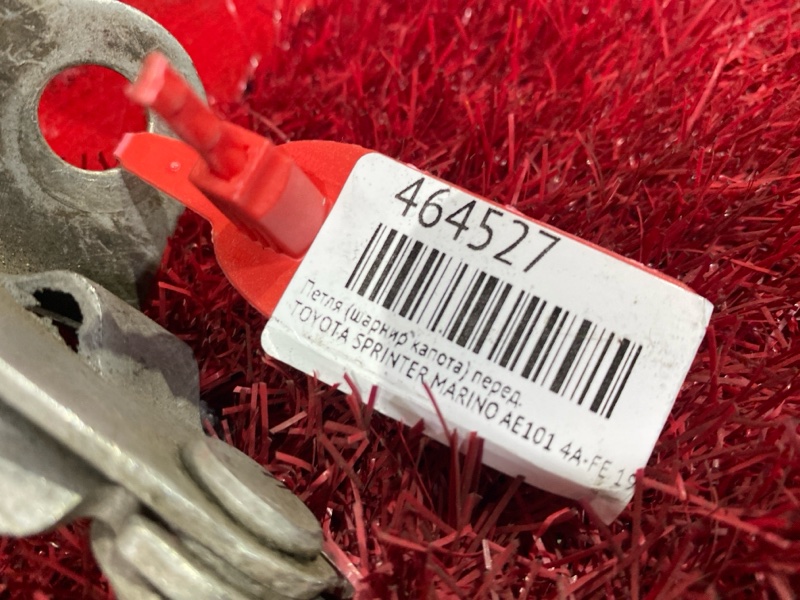 464527
Петля (шарнир капота) перед.
TOYOTA SPRINTER MARINO AE101 4A-FE